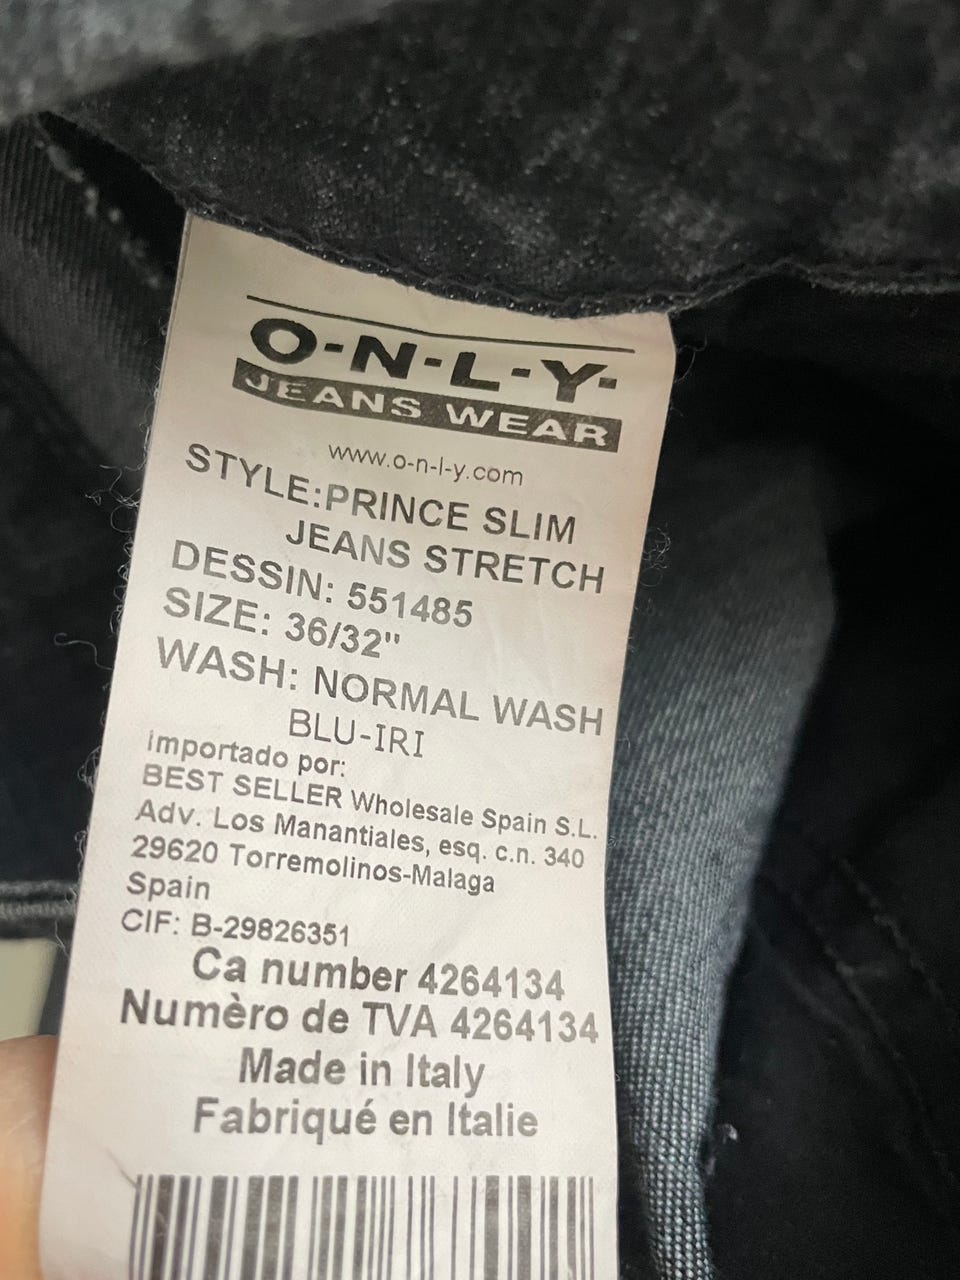 O-N-L-Y-
JEANS WEAR
www.o-n-l-y.com
STYLE:PRINCE SLIM
JEANS STRETCH
DESSIN: 551485
SIZE: 36/32"
WASH: NORMAL WASH
BLU-IRI
importado por:
BEST SELLER Wholesale Spain S.L.
Adv. Los Manantiales, esq. c.n. 340
29620 Torremolinos-Malaga
Spain
CIF: B-29826351
Ca number 4264134
Numèro de TVA 4264134
Made in Italy
Fabriqué en Italie